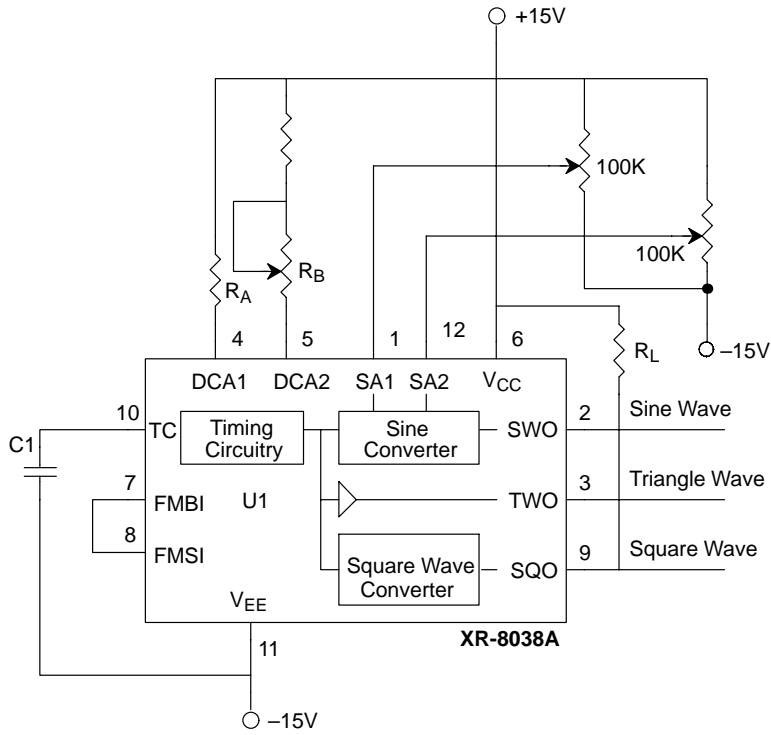 +15V
100K
100K
R_A
R_B
4
5
1
12
6
R_L
–15V
DCA1
DCA2
SA1
SA2
V_CC
10
TC
Timing
Circuitry
Sine
Converter
SWO
2
Sine Wave
C1
7
FMBI
U1
TWO
3
Triangle Wave
8
FMSI
Square Wave
Converter
SQO
9
Square Wave
V_EE
XR-8038A
11
–15V